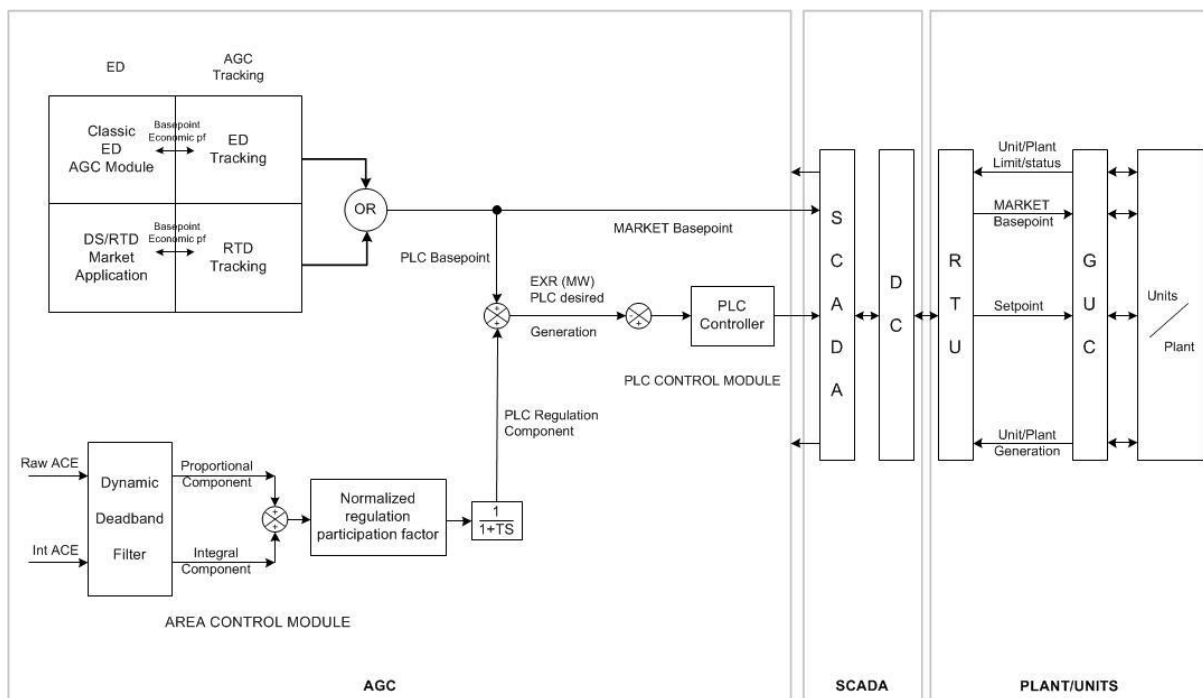 ED
AGC
Tracking
Classic
ED
AGC Module
Basepoint
Economic pf
ED
Tracking
DS/RTD
Market
Application
Basepoint
Economic pf
RTD
Tracking
OR
MARKET Basepoint
PLC Basepoint
EXR (MW)
PLC desired
Generation
+
+
-
+
PLC
Controller
PLC CONTROL MODULE
PLC Regulation
Component
Raw ACE
Int ACE
Dynamic
Deadband
Filter
Proportional
Component
Integral
Component
+
+
Normalized
regulation
participation factor
1
1+TS
AREA CONTROL MODULE
AGC
S
C
A
D
A
D
C
SCADA
R
T
U
Unit/Plant
Limit/status
MARKET
Basepoint
Setpoint
Unit/Plant
Generation
G
U
C
Units
Plant
PLANT/UNITS